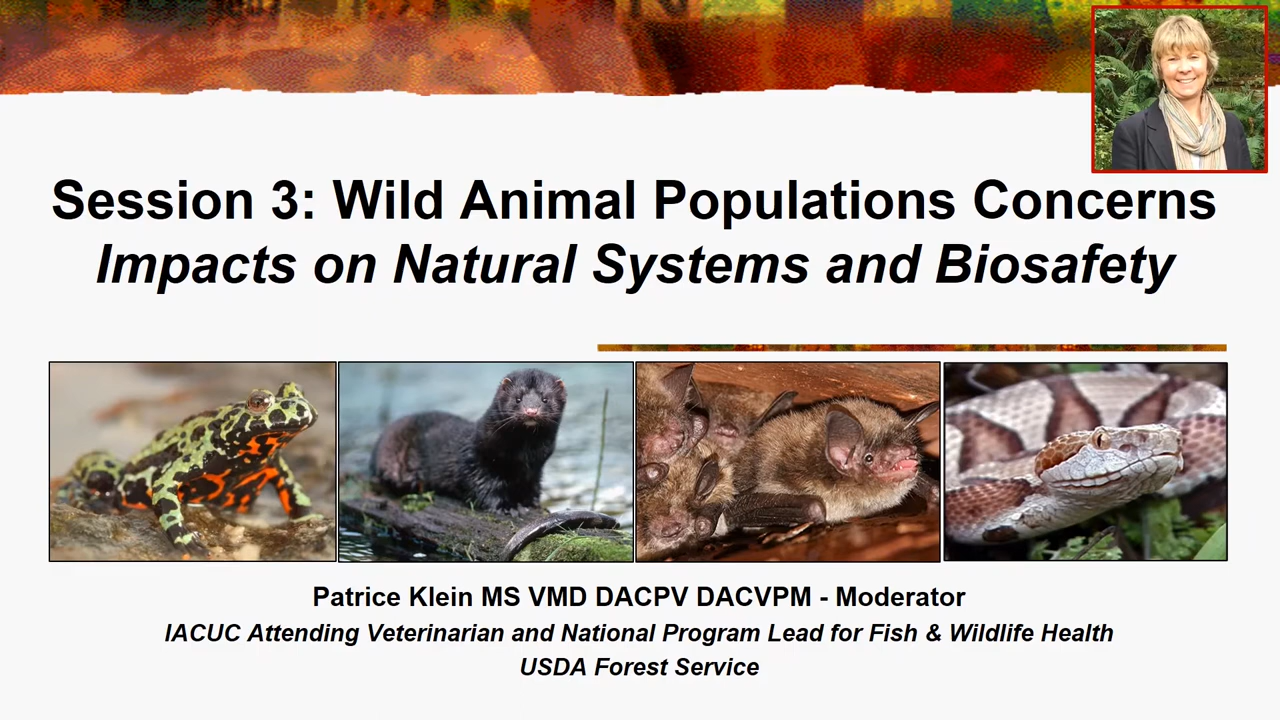 Session 3: Wild Animal Populations Concerns
Impacts on Natural Systems and Biosafety
Patrice Klein MS VMD DACPV DACVPM - Moderator
IACUC Attending Veterinarian and National Program Lead for Fish & Wildlife Health
USDA Forest Service